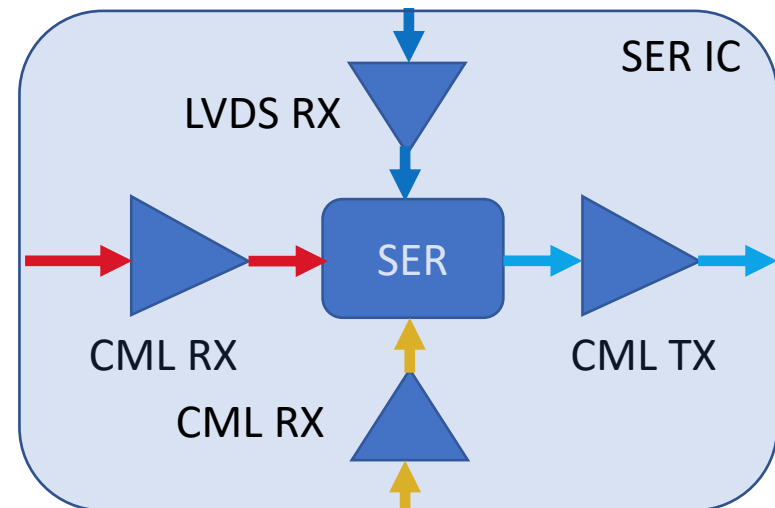 SER IC
LVDS RX
SER
CML RX
CML TX
CML RX